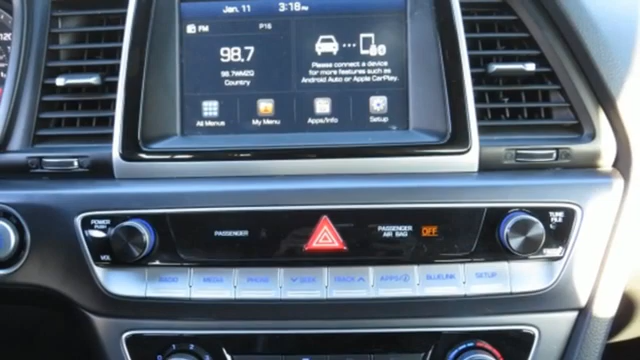 Jan. 11 3:18PM
FM P16
98.7
98.7WMZQ
Country
Please connect a device
for more features such as
Android Auto or Apple CarPlay.
All Menus My Menu Apps/Info Setup
120
POWER
PUSH
VOL
PASSENGER
PASSENGER
AIR BAG OFF
TUNE
FILE
RADIO MEDIA PHONE SEEK TRACK APPS BLUELINK SETUP